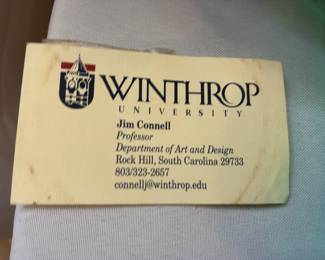 WINTHROP
UNIVERSITY
Jim Connell
Professor
Department of Art and Design
Rock Hill, South Carolina 29733
803/323-2657
connellj@winthrop.edu